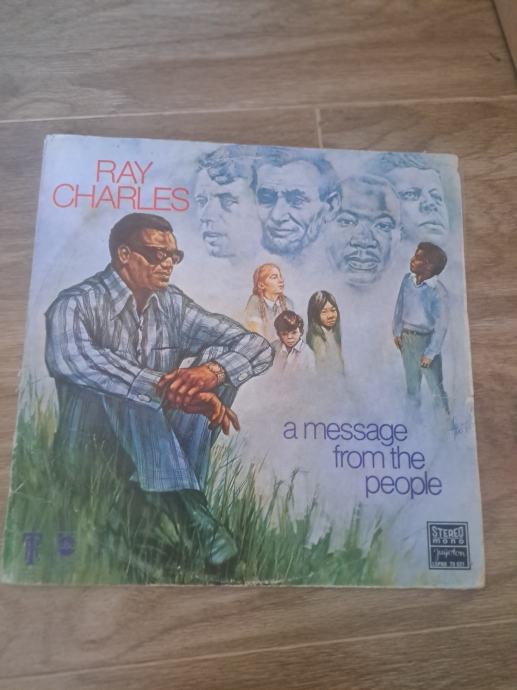 RAY
CHARLES
a message
from the
people
STEREO
mono
jugoton